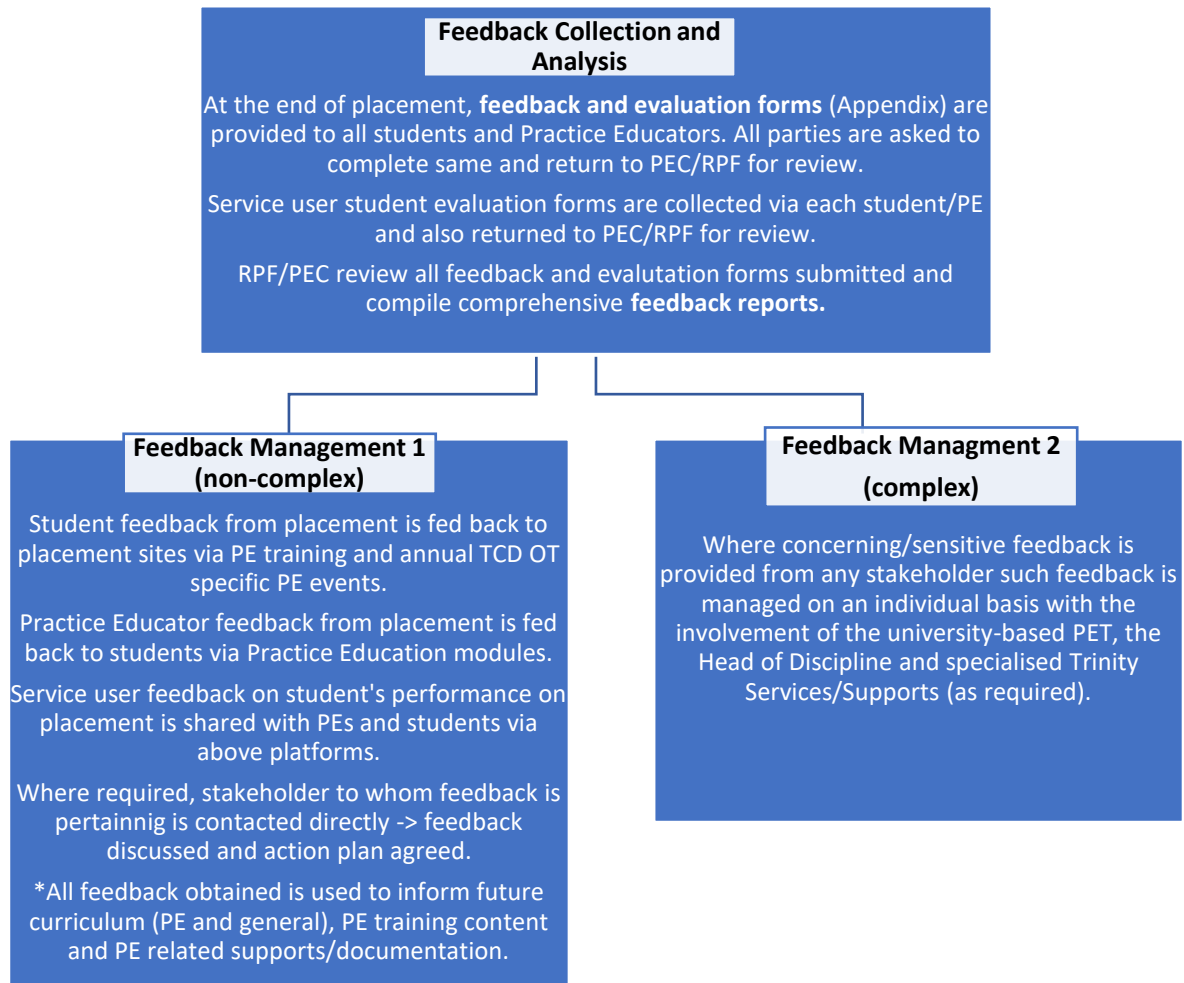 Feedback Collection and
Analysis
At the end of placement, feedback and evaluation forms (Appendix) are
provided to all students and Practice Educators. All parties are asked to
complete same and return to PEC/RPF for review.
Service user student evaluation forms are collected via each student/PE
and also returned to PEC/RPF for review.
RPF/PEC review all feedback and evalutation forms submitted and
compile comprehensive feedback reports.
Feedback Management 1
(non-complex)
Student feedback from placement is fed back to
placement sites via PE training and annual TCD OT
specific PE events.
Practice Educator feedback from placement is fed
back to students via Practice Education modules.
Service user feedback on student's performance on
placement is shared with PEs and students via
above platforms.
Where required, stakeholder to whom feedback is
pertainnig is contacted directly -> feedback
discussed and action plan agreed.
*All feedback obtained is used to inform future
curriculum (PE and general), PE training content
and PE related supports/documentation.
Feedback Managment 2
(complex)
Where concerning/sensitive feedback is
provided from any stakeholder such feedback is
managed on an individual basis with the
involvement of the university-based PET, the
Head of Discipline and specialised Trinity
Services/Supports (as required).